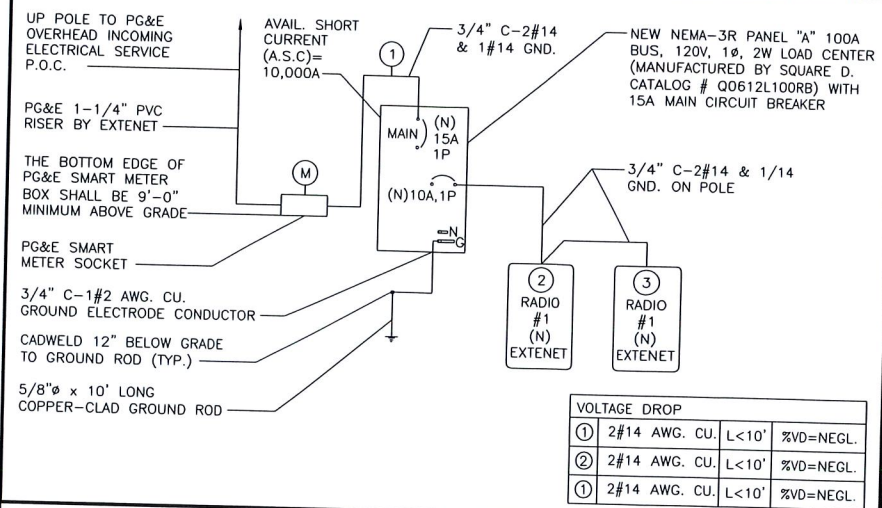 UP POLE TO PG&E
OVERHEAD INCOMING
ELECTRICAL SERVICE
P.O.C.
PG&E 1-1/4" PVC
RISER BY EXTENET
THE BOTTOM EDGE OF
PG&E SMART METER
BOX SHALL BE 9'-0"
MINIMUM ABOVE GRADE
PG&E SMART
METER SOCKET
3/4" C-1#2 AWG. CU.
GROUND ELECTRODE CONDUCTOR
CADWELD 12" BELOW GRADE
TO GROUND ROD (TYP.)
5/8"ø x 10' LONG
COPPER-CLAD GROUND ROD
AVAIL. SHORT
CURRENT
(A.S.C)=
10,000A
1
3/4" C-2#14
& 1#14 GND.
M
MAIN
(N)
15A
1P
(N)10A,1P
N
G
NEW NEMA-3R PANEL "A" 100A
BUS, 120V, 1ø, 2W LOAD CENTER
(MANUFACTURED BY SQUARE D.
CATALOG # Q0612L100RB) WITH
15A MAIN CIRCUIT BREAKER
3/4" C-2#14 & 1/14
GND. ON POLE
2
RADIO
#1
(N)
EXTENET
3
RADIO
#1
(N)
EXTENET
VOLTAGE DROP
1 2#14 AWG. CU. L<10' %VD=NEGL.
2 2#14 AWG. CU. L<10' %VD=NEGL.
1 2#14 AWG. CU. L<10' %VD=NEGL.